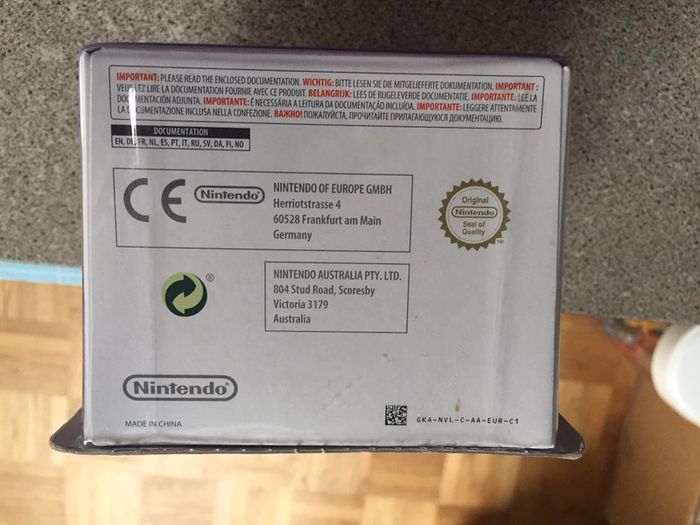 IMPORTANT: PLEASE READ THE ENCLOSED DOCUMENTATION. WICHTIG: BITTE LESEN SIE DIE MITGELIEFERTE DOKUMENTATION. IMPORTANT :
VEUILLEZ LIRE LA DOCUMENTATION FOURNIE AVEC CE PRODUIT. BELANGRIJK: LEES DE BIJGELEVERDE DOCUMENTATIE. IMPORTANTE: LEE LA
DOCUMENTACIÓN ADJUNTA. IMPORTANTE: É NECESSÁRIA A LEITURA DA DOCUMENTAÇÃO INCLUÍDA. IMPORTANTE: LEGGERE ATTENTAMENTE
LA DOCUMENTAZIONE INCLUSA NELLA CONFEZIONE. ВАЖНО! ПОЖАЛУЙСТА, ПРОЧИТАЙТЕ ПРИЛАГАЮЩУЮСЯ ДОКУМЕНТАЦИЮ.
DOCUMENTATION
EN, DE, FR, NL, ES, PT, IT, RU, SV, DA, FI, NO
CE
Nintendo
NINTENDO OF EUROPE GMBH
Herriotstrasse 4
60528 Frankfurt am Main
Germany
Original
Nintendo
Seal of
Quality
TM
®
NINTENDO AUSTRALIA PTY. LTD.
804 Stud Road, Scoresby
Victoria 3179
Australia
Nintendo®
MADE IN CHINA
GKA-NVL-C-AA-EUR-C1